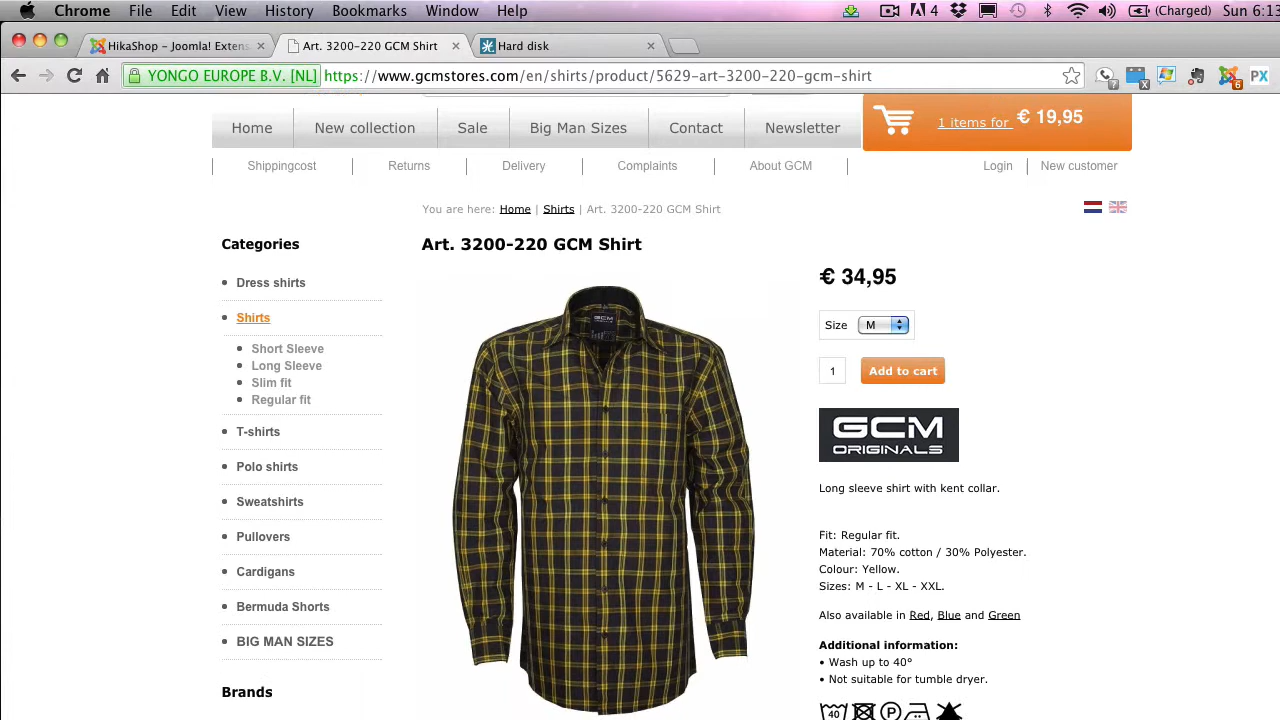 Chrome File Edit View History Bookmarks Window Help 4 (Charged) Sun 6:13
HikaShop - Joomla! Extens Art. 3200-220 GCM Shirt Hard disk
YONGO EUROPE B.V. [NL] https://www.gcmstores.com/en/shirts/product/5629-art-3200-220-gcm-shirt ? x 6 PX
Home New collection Sale Big Man Sizes Contact Newsletter 1 items for € 19,95
Shippingcost Returns Delivery Complaints About GCM Login New customer
You are here: Home | Shirts | Art. 3200-220 GCM Shirt
Categories
Dress shirts
Shirts
Short Sleeve
Long Sleeve
Slim fit
Regular fit
T-shirts
Polo shirts
Sweatshirts
Pullovers
Cardigans
Bermuda Shorts
BIG MAN SIZES
Brands
Art. 3200-220 GCM Shirt
GCM
€ 34,95
Size M
1 Add to cart
GCM
ORIGINALS
Long sleeve shirt with kent collar.
Fit: Regular fit.
Material: 70% cotton / 30% Polyester.
Colour: Yellow.
Sizes: M - L - XL - XXL.
Also available in Red, Blue and Green
Additional information:
• Wash up to 40°
• Not suitable for tumble dryer.
40 P